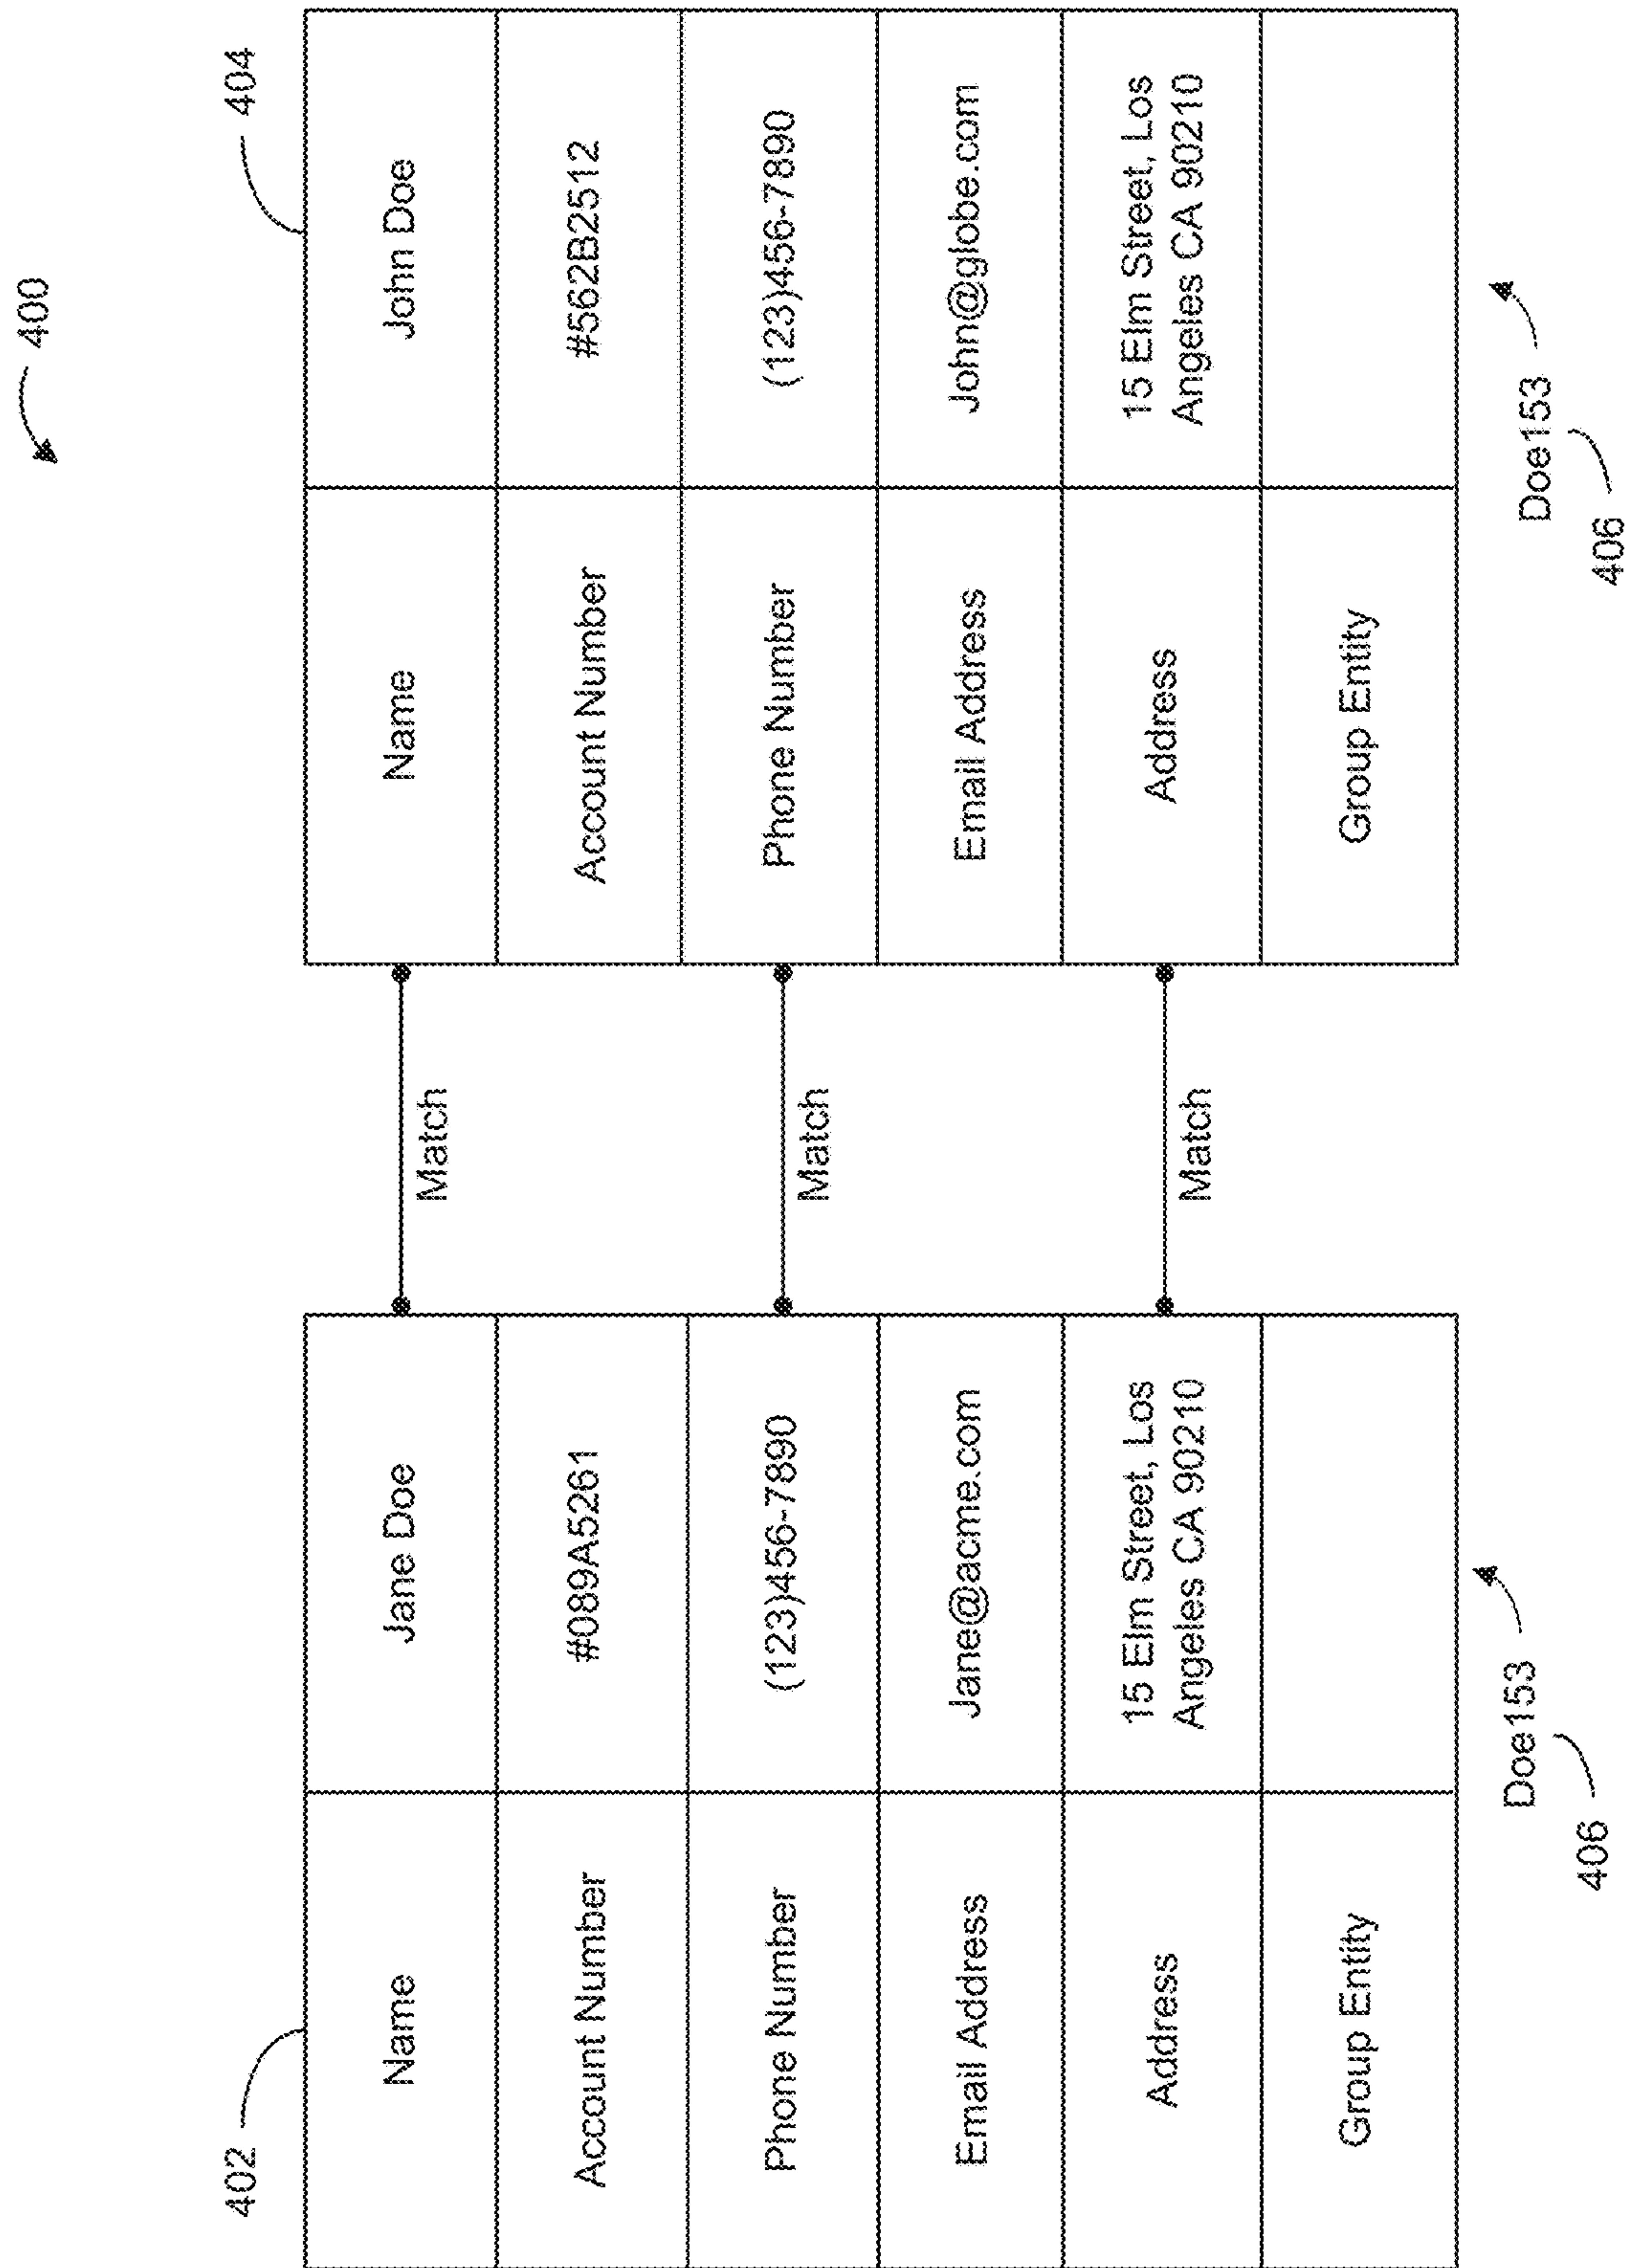 400
402
Name
Jane Doe
Account Number
#089A5261
Phone Number
(123)456-7890
Email Address
Jane@acme.com
Address
15 Elm Street, Los
Angeles CA 90210
Group Entity
Doe153
406
Match
Match
Match
404
Name
John Doe
Account Number
#562B2512
Phone Number
(123)456-7890
Email Address
John@globe.com
Address
15 Elm Street, Los
Angeles CA 90210
Group Entity
Doe153
406